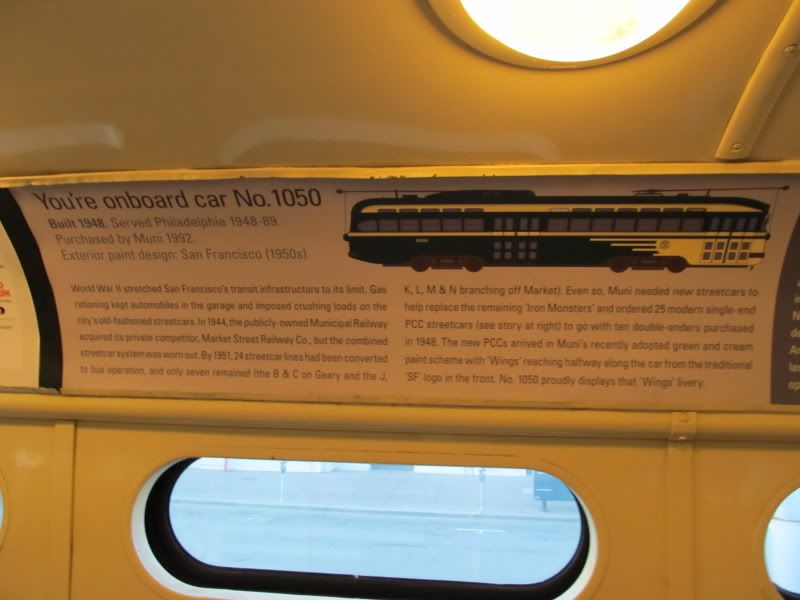 You're onboard car No.1050
Built 1948. Served Philadelphia 1948-89.
Purchased by Muni 1992.
Exterior paint design: San Francisco (1950s).
World War II stretched San Francisco's transit infrastructure to its limit. Gas
rationing kept automobiles in the garage and imposed crushing loads on the
city's old-fashioned streetcars. In 1944, the publicly-owned Municipal Railway
acquired its private competitor, Market Street Railway Co., but the combined
streetcar system was worn out. By 1951, 24 streetcar lines had been converted
to bus operation, and only seven remained (the B & C on Geary and the J,
K, L, M & N branching off Market). Even so, Muni needed new streetcars to
help replace the remaining 'Iron Monsters' and ordered 25 modern single-end
PCC streetcars (see story at right) to go with ten double-enders purchased
in 1948. The new PCCs arrived in Muni's recently adopted green and cream
paint scheme with 'Wings' reaching halfway along the car from the traditional
'SF' logo in the front. No. 1050 proudly displays that 'Wings' livery.